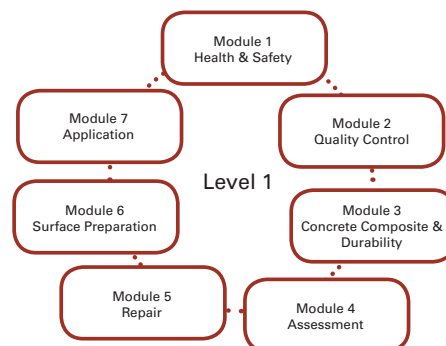 Module 1
Health & Safety
Module 2
Quality Control
Module 3
Concrete Composite &
Durability
Module 4
Assessment
Module 5
Repair
Module 6
Surface Preparation
Module 7
Application
Level 1